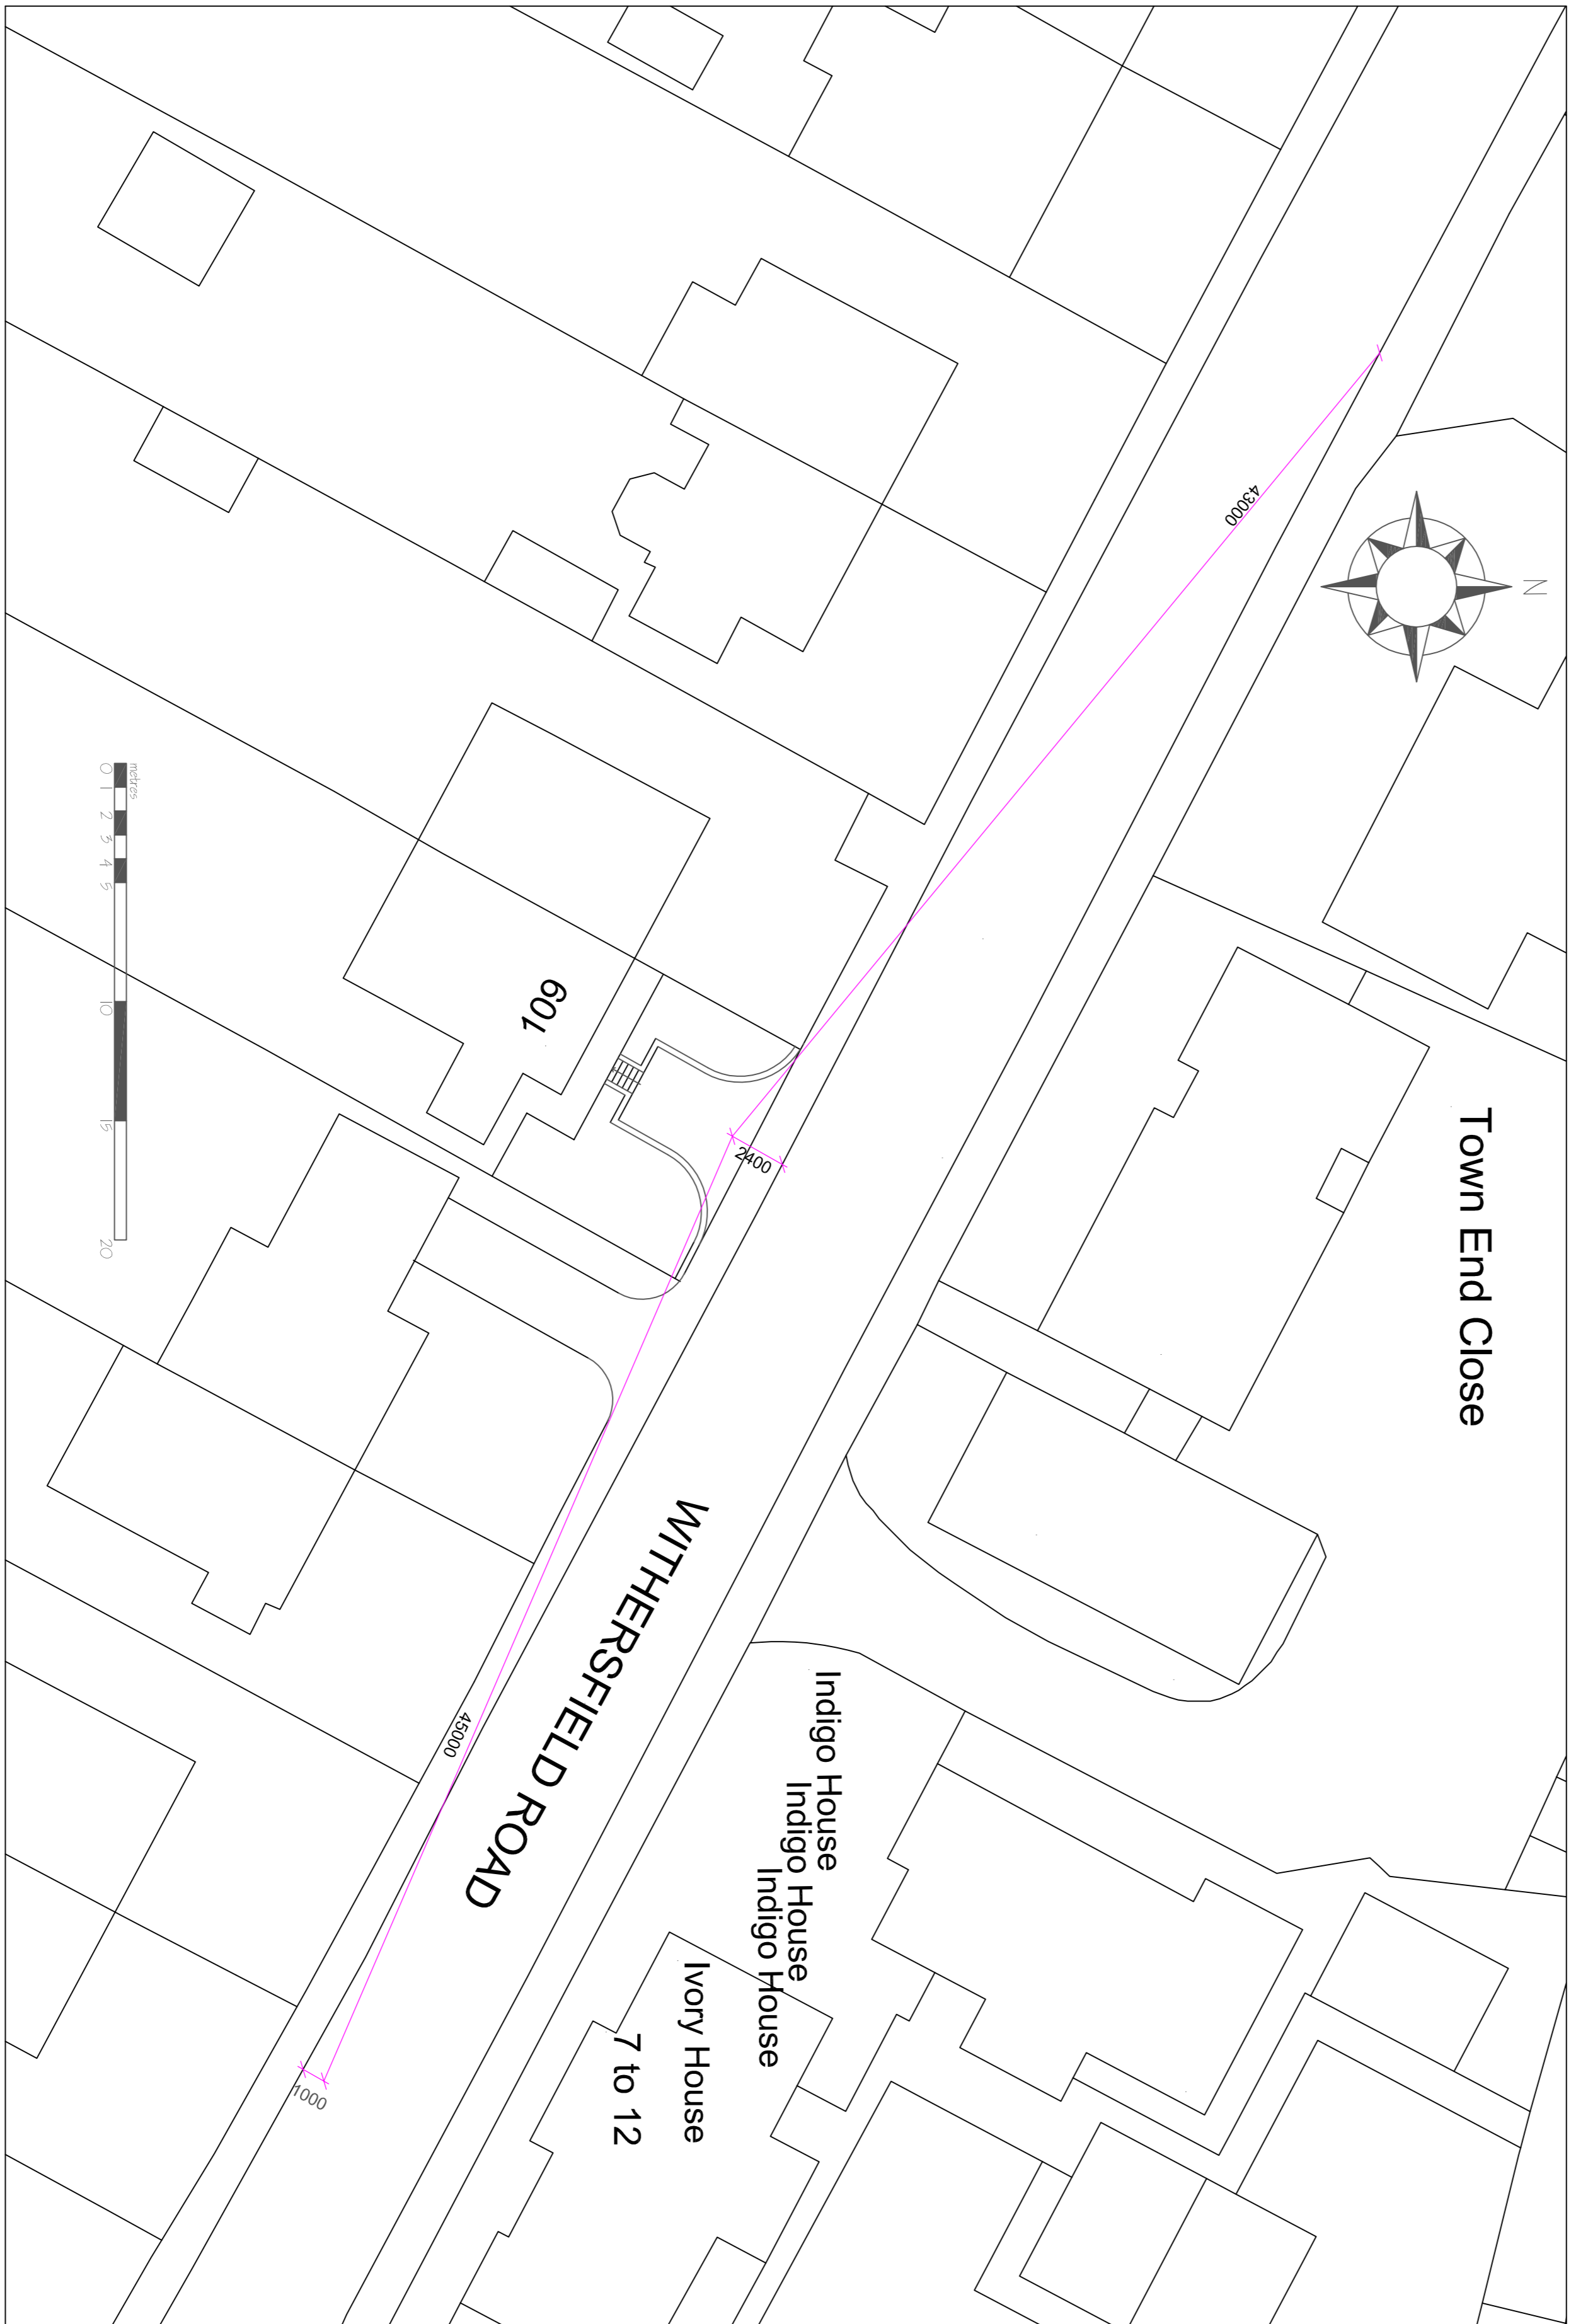 N
Town End Close
43000
2400
109
metres
0 1 2 3 4 5 10 15 20
WITHERSFIELD ROAD
45000
1000
Indigo House
Indigo House
Indigo House
Ivory House
7 to 12